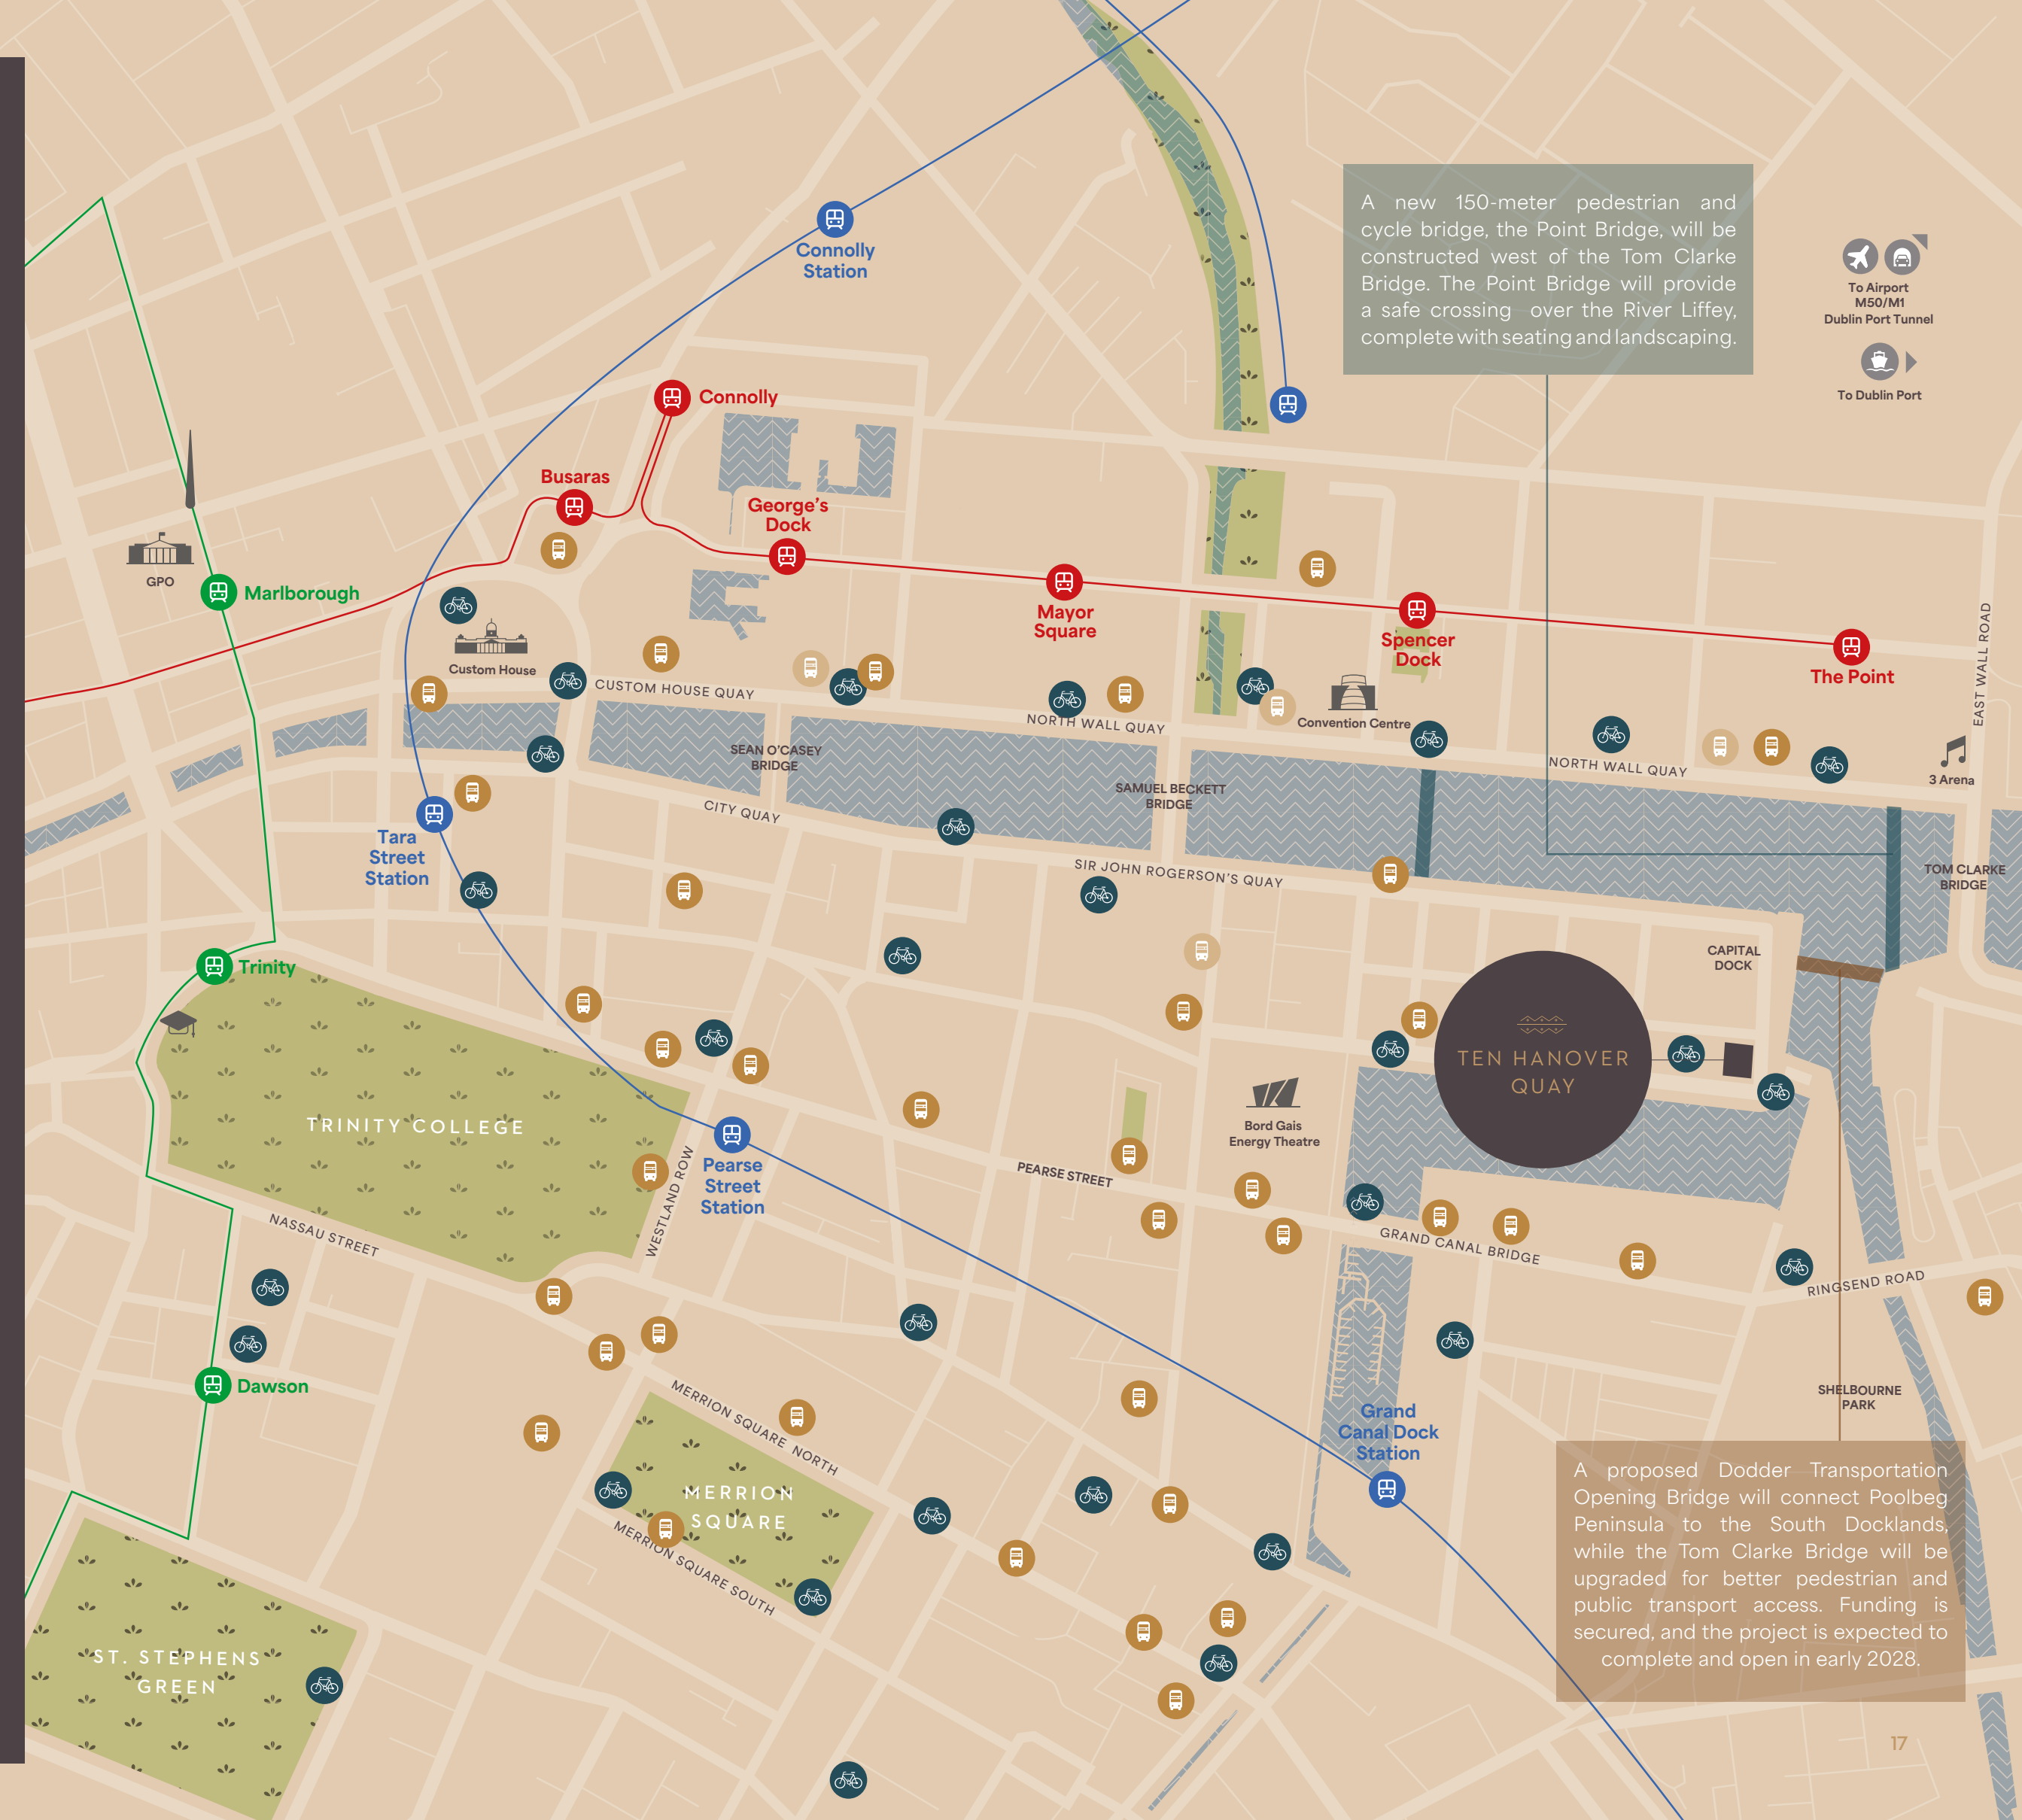 Connolly
Station
A new 150-meter pedestrian and
cycle bridge, the Point Bridge, will be
constructed west of the Tom Clarke
Bridge. The Point Bridge will provide
a safe crossing over the River Liffey,
complete with seating and landscaping.
To Airport
M50/M1
Dublin Port Tunnel
To Dublin Port
Connolly
Busaras
George's
Dock
GPO
Marlborough
Mayor
Square
Spencer
Dock
The Point
EAST WALL ROAD
Custom House
CUSTOM HOUSE QUAY
NORTH WALL QUAY
Convention Centre
NORTH WALL QUAY
3 Arena
SEAN O'CASEY
BRIDGE
SAMUEL BECKETT
BRIDGE
CITY QUAY
Tara
Street
Station
SIR JOHN ROGERSON'S QUAY
TOM CLARKE
BRIDGE
CAPITAL
DOCK
Trinity
TEN HANOVER
QUAY
TRINITY COLLEGE
Bord Gais
Energy Theatre
Pearse
Street
Station
PEARSE STREET
WESTLAND ROW
NASSAU STREET
GRAND CANAL BRIDGE
RINGSEND ROAD
Dawson
MERRION SQUARE NORTH
SHELBOURNE
PARK
Grand
Canal Dock
Station
MERRION
SQUARE
MERRION SQUARE SOUTH
A proposed Dodder Transportation
Opening Bridge will connect Poolbeg
Peninsula to the South Docklands,
while the Tom Clarke Bridge will be
upgraded for better pedestrian and
public transport access. Funding is
secured, and the project is expected to
complete and open in early 2028.
ST. STEPHENS
GREEN
17